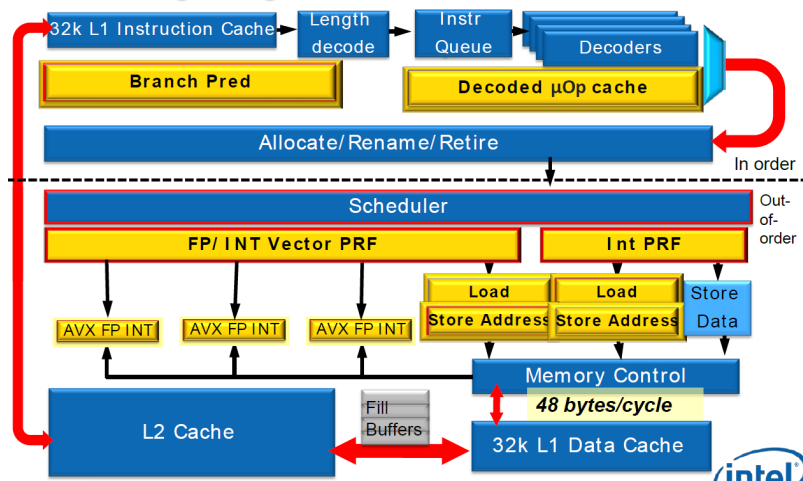 32k L1 Instruction Cache
Length
decode
Instr
Queue
Decoders
Branch Pred
Decoded µOp cache
Allocate/Rename/Retire
In order
Scheduler
Out-
of-
order
FP/ INT Vector PRF
Int PRF
Load
Load
Store
Data
Store Address
Store Address
AVX FP INT
AVX FP INT
AVX FP INT
Memory Control
48 bytes/cycle
Fill
Buffers
L2 Cache
32k L1 Data Cache
intel